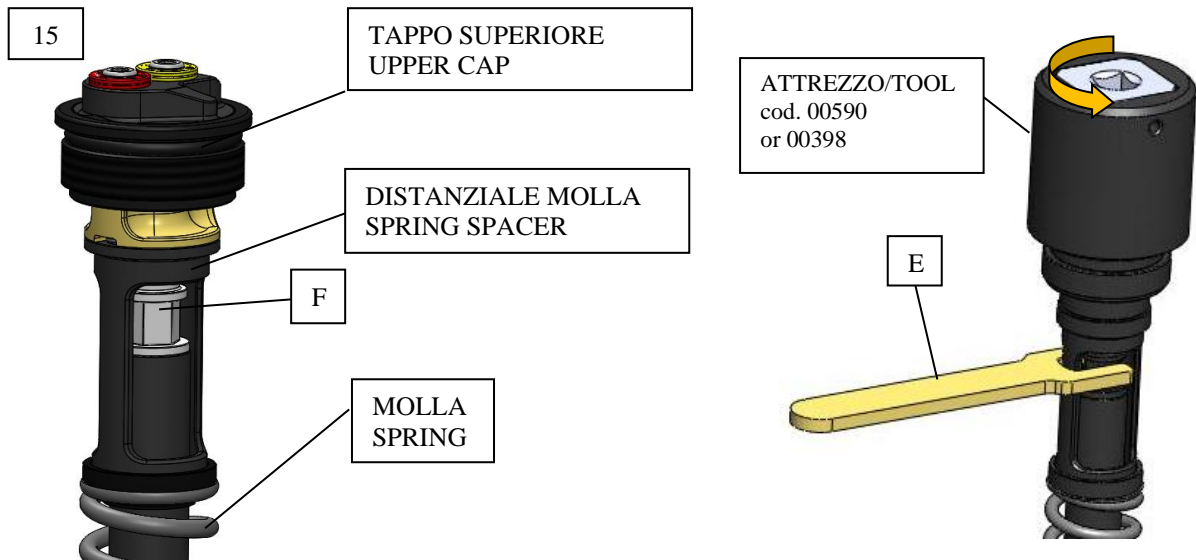 15
TAPPO SUPERIORE
UPPER CAP
DISTANZIALE MOLLA
SPRING SPACER
F
MOLLA
SPRING
ATTREZZO/TOOL
cod. 00590
or 00398
E